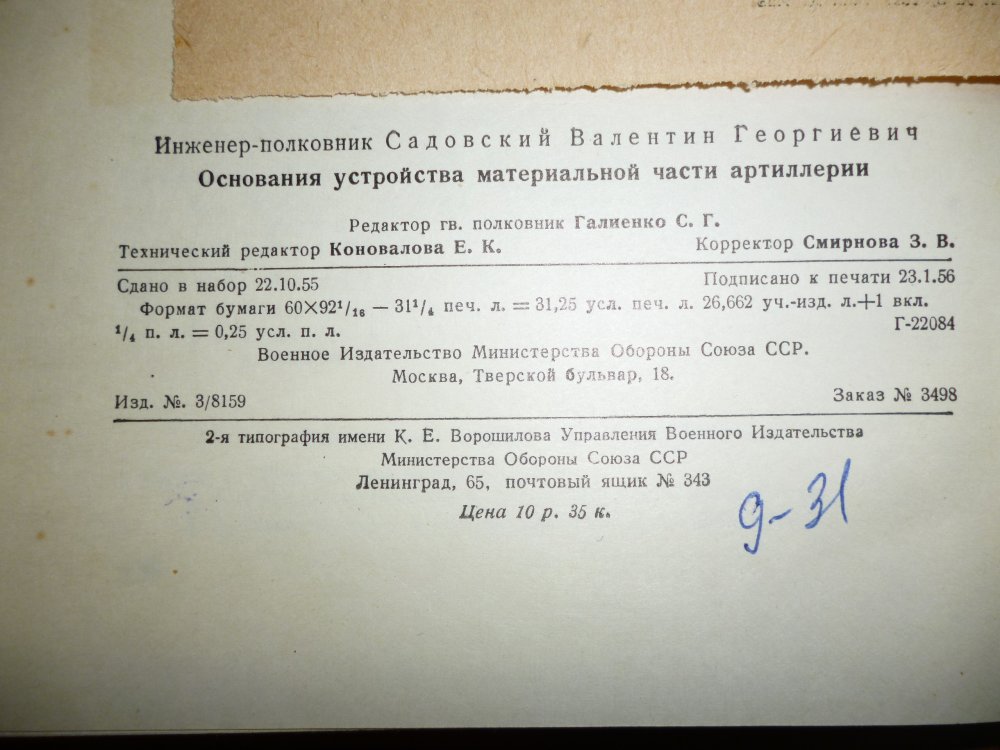 Инженер-полковник Садовский Валентин Георгиевич
Основания устройства материальной части артиллерии
Редактор гв. полковник Галиенко С. Г.
Технический редактор Коновалова Е. К. Корректор Смирнова З. В.
Сдано в набор 22.10.55 Подписано к печати 23.1.56
Формат бумаги 60×92¹/₁₆ — 31¹/₄ печ. л. = 31,25 усл. печ. л. 26,662 уч.-изд. л.+1 вкл.
¹/₄ п. л. = 0,25 усл. п. л. Г-22084
Военное Издательство Министерства Обороны Союза ССР.
Москва, Тверской бульвар, 18.
Изд. №. 3/8159 Заказ № 3498
2-я типография имени К. Е. Ворошилова Управления Военного Издательства
Министерства Обороны Союза ССР
Ленинград, 65, почтовый ящик № 343
Цена 10 р. 35 к.
9-31